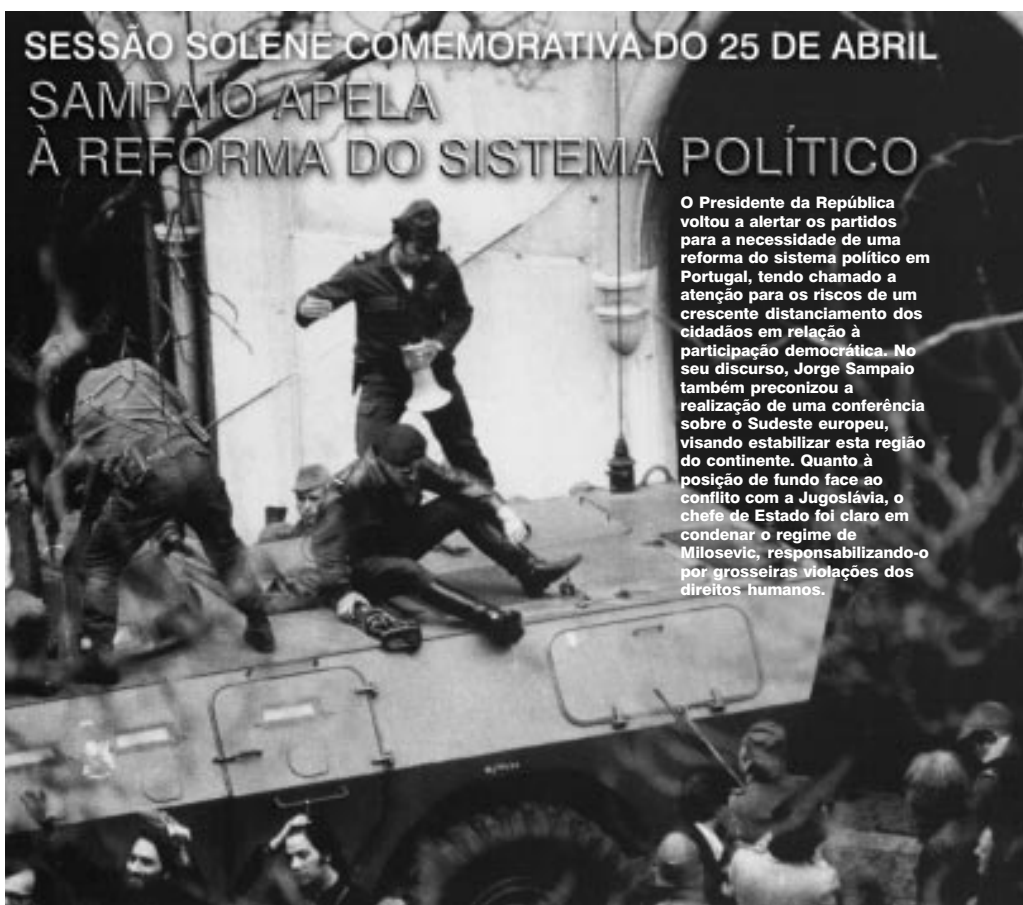 SESSÃO SOLENE COMEMORATIVA DO 25 DE ABRIL
SAMPAIO APELA
À REFORMA DO SISTEMA POLÍTICO
O Presidente da República
voltou a alertar os partidos
para a necessidade de uma
reforma do sistema político em
Portugal, tendo chamado a
atenção para os riscos de um
crescente distanciamento dos
cidadãos em relação à
participação democrática. No
seu discurso, Jorge Sampaio
também preconizou a
realização de uma conferência
sobre o Sudeste europeu,
visando estabilizar esta região
do continente. Quanto à
posição de fundo face ao
conflito com a Jugoslávia, o
chefe de Estado foi claro em
condenar o regime de
Milosevic, responsabilizando-o
por grosseiras violações dos
direitos humanos.